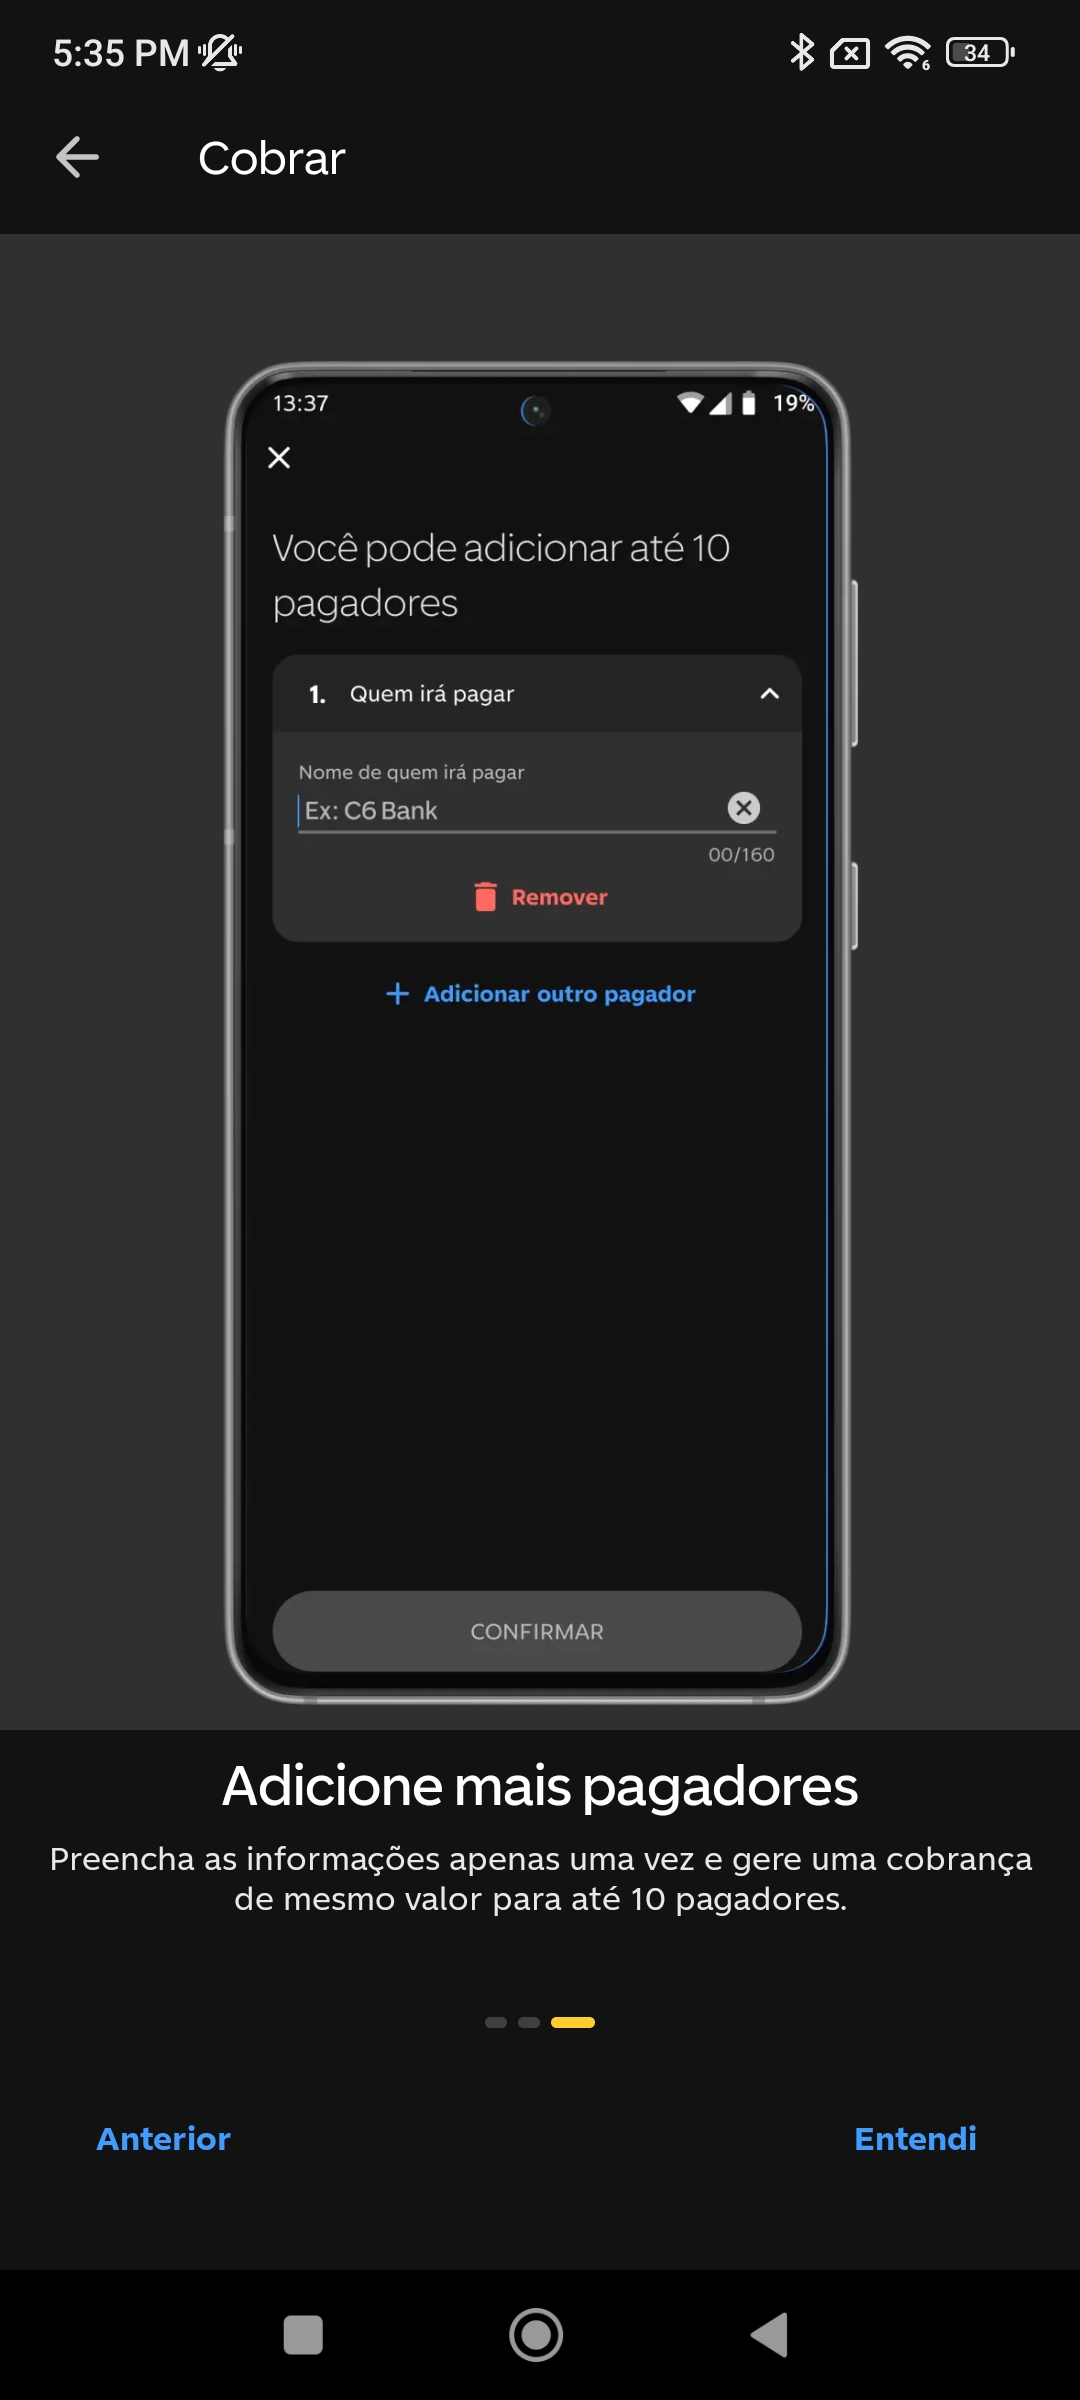 5:35 PM
6
34
Cobrar
13:37
19%
Você pode adicionar até 10
pagadores
1. Quem irá pagar
Nome de quem irá pagar
Ex: C6 Bank
00/160
Remover
Adicionar outro pagador
CONFIRMAR
Adicione mais pagadores
Preencha as informações apenas uma vez e gere uma cobrança
de mesmo valor para até 10 pagadores.
Anterior
Entendi